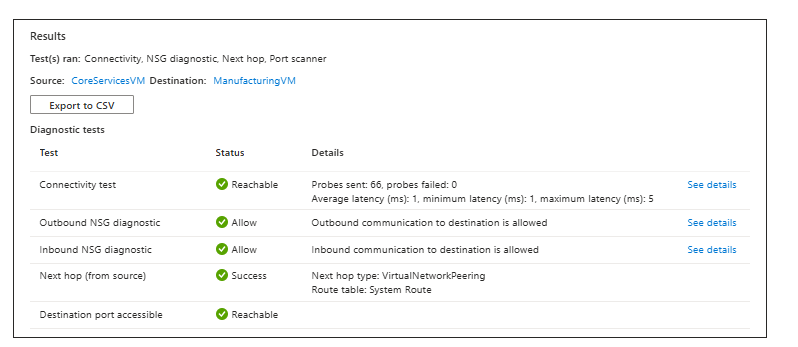 Results
Test(s) ran: Connectivity, NSG diagnostic, Next hop, Port scanner
Source: CoreServicesVM Destination: ManufacturingVM
Export to CSV
Diagnostic tests
Test Status Details
Connectivity test Reachable Probes sent: 66, probes failed: 0 See details
Average latency (ms): 1, minimum latency (ms): 1, maximum latency (ms): 5
Outbound NSG diagnostic Allow Outbound communication to destination is allowed See details
Inbound NSG diagnostic Allow Inbound communication to destination is allowed See details
Next hop (from source) Success Next hop type: VirtualNetworkPeering
Route table: System Route
Destination port accessible Reachable